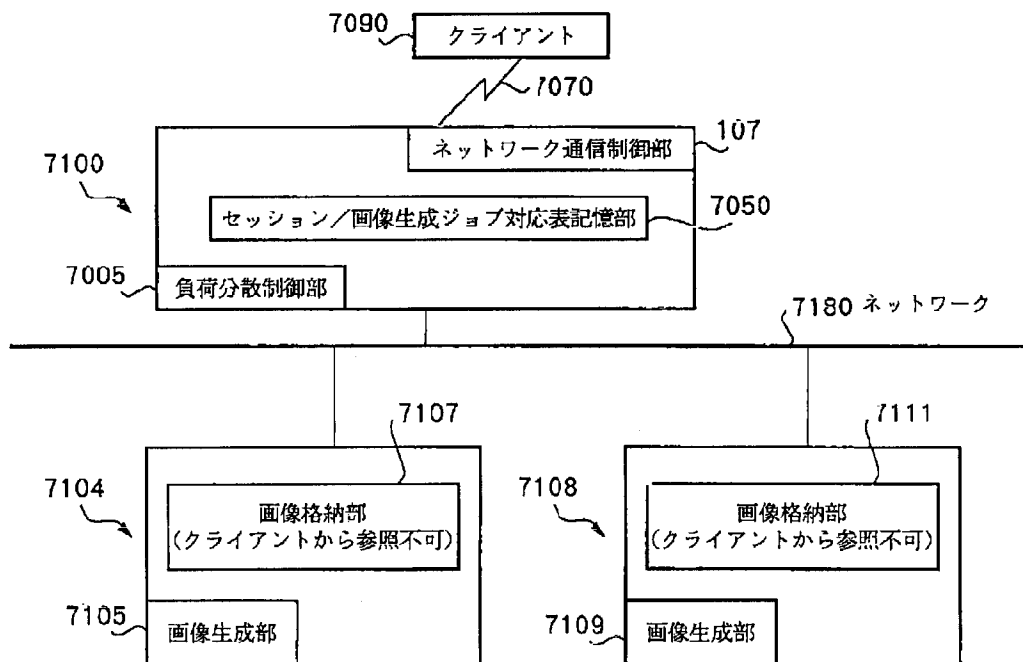 7090
クライアント
7070
ネットワーク通信制御部
107
7100
セッション／画像生成ジョブ対応表記憶部
7050
7005
負荷分散制御部
7180 ネットワーク
7107
7111
7104
画像格納部
(クライアントから参照不可)
7108
画像格納部
(クライアントから参照不可)
7105
画像生成部
7109
画像生成部